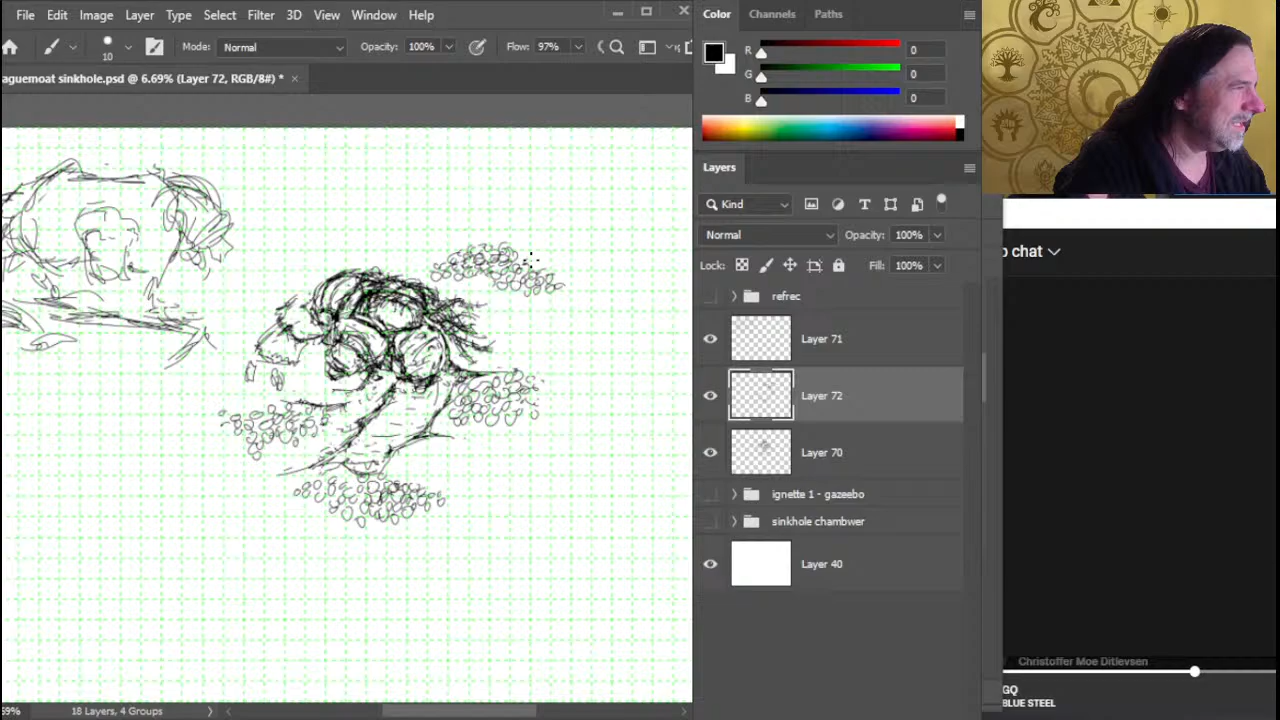 File Edit Image Layer Type Select Filter 3D View Window Help
10 Mode: Normal Opacity: 100% Flow: 97%
aguemoat sinkhole.psd @ 6.69% (Layer 72, RGB/8#) * ×
Color Channels Paths
R 0
G 0
B 0
Layers
Kind
Normal Opacity: 100%
Lock: Fill: 100%
refrec
Layer 71
Layer 72
Layer 70
ignette 1 - gazeebo
sinkhole chambwer
Layer 40
69% 18 Layers, 4 Groups
p chat
Christoffer Moe Ditlevsen
GQ
BLUE STEEL